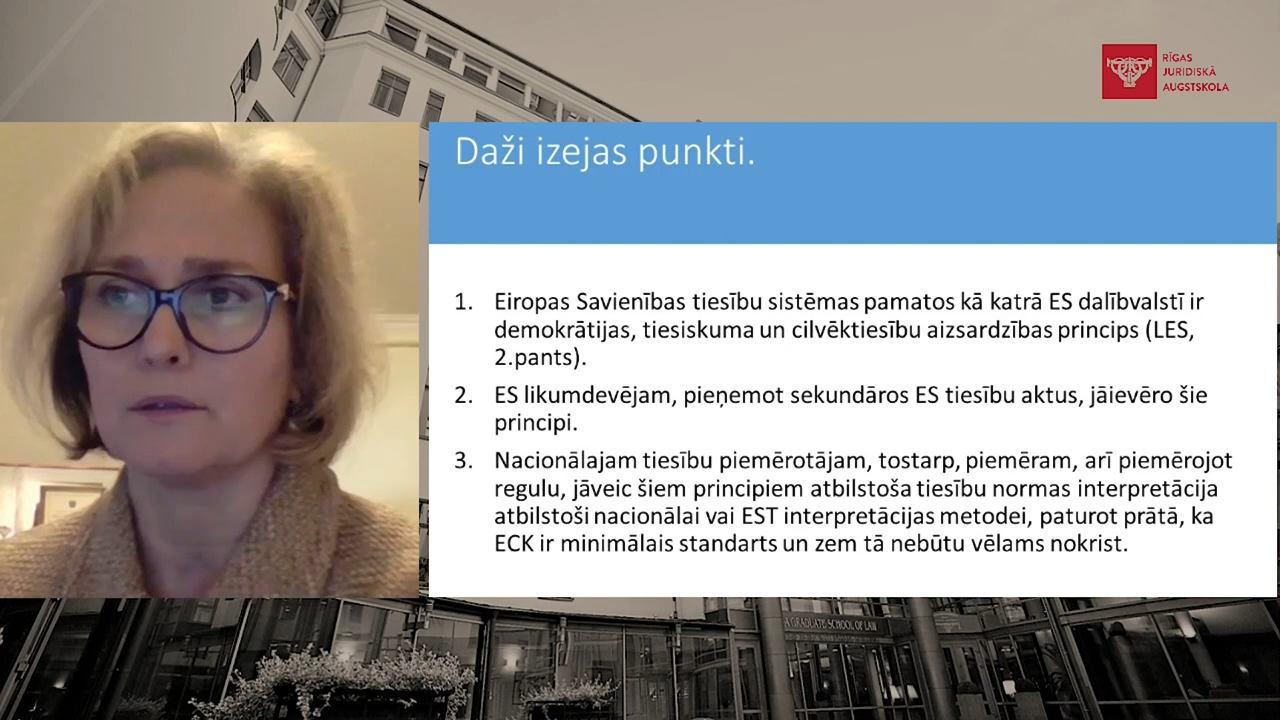 RĪGAS
JURIDISKĀ
AUGSTSKOLA
Daži izejas punkti.
1. Eiropas Savienības tiesību sistēmas pamatos kā katrā ES dalībvalstī ir
demokrātijas, tiesiskuma un cilvēktiesību aizsardzības princips (LES,
2.pants).
2. ES likumdevējam, pieņemot sekundāros ES tiesību aktus, jāievēro šie
principi.
3. Nacionālajam tiesību piemērotājam, tostarp, piemēram, arī piemērojot
regulu, jāveic šiem principiem atbilstoša tiesību normas interpretācija
atbilstoši nacionālai vai EST interpretācijas metodei, paturot prātā, ka
ECK ir minimālais standarts un zem tā nebūtu vēlams nokrist.
A GRADUATE SCHOOL OF LAW